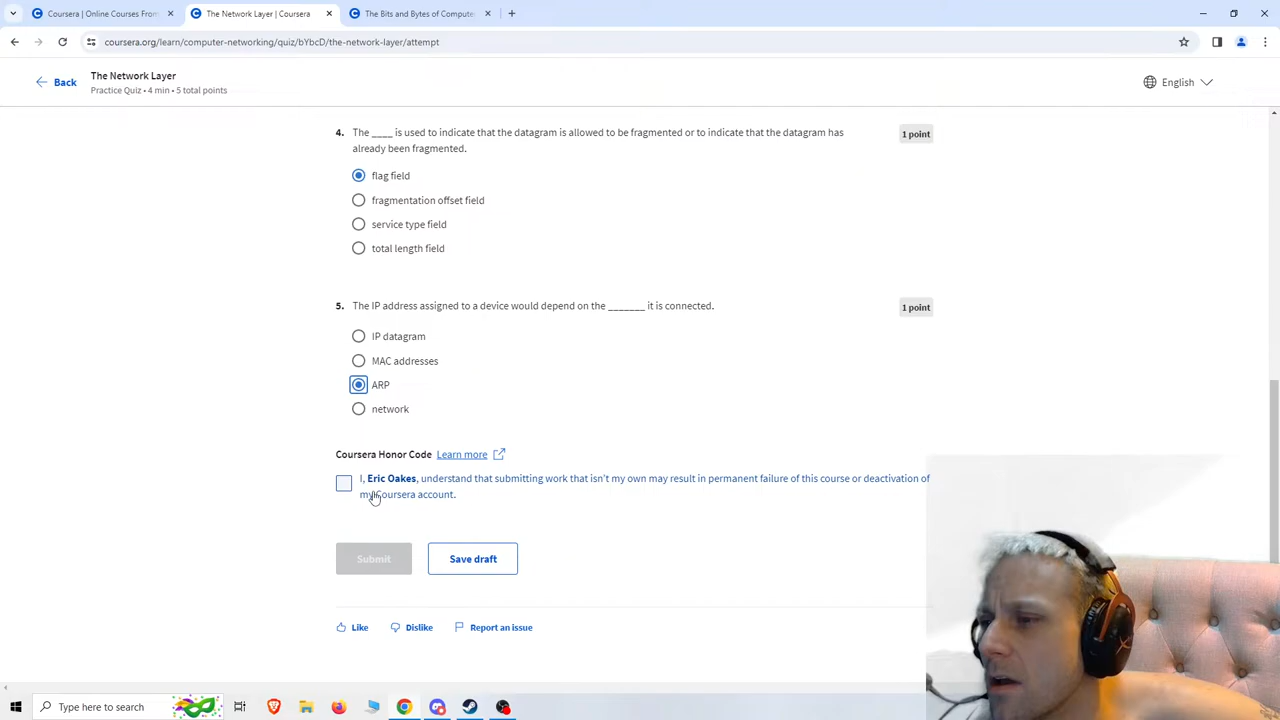 Coursera | Online Courses From
The Network Layer | Coursera
The Bits and Bytes of Compute
coursera.org/learn/computer-networking/quiz/bYbcD/the-network-layer/attempt
Back
The Network Layer
Practice Quiz • 4 min • 5 total points
English
4. The ____ is used to indicate that the datagram is allowed to be fragmented or to indicate that the datagram has
already been fragmented.
1 point
flag field
fragmentation offset field
service type field
total length field
5. The IP address assigned to a device would depend on the _______ it is connected.
1 point
IP datagram
MAC addresses
ARP
network
Coursera Honor Code Learn more
I, Eric Oakes, understand that submitting work that isn't my own may result in permanent failure of this course or deactivation of
my Coursera account.
Submit Save draft
Like Dislike Report an issue
Type here to search